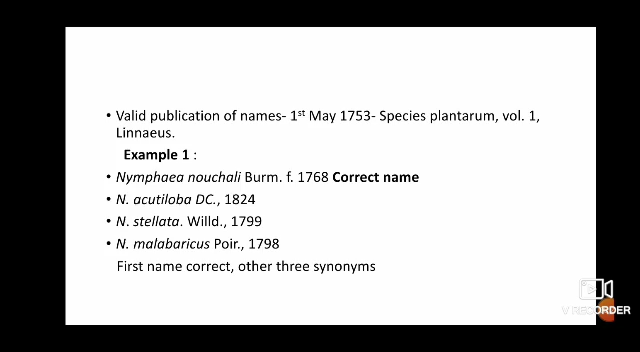 • Valid publication of names- 1st May 1753- Species plantarum, vol. 1,
Linnaeus.
Example 1 :
• Nymphaea nouchali Burm. f. 1768 Correct name
• N. acutiloba DC., 1824
• N. stellata. Willd., 1799
• N. malabaricus Poir., 1798
First name correct, other three synonyms
V RECORDER